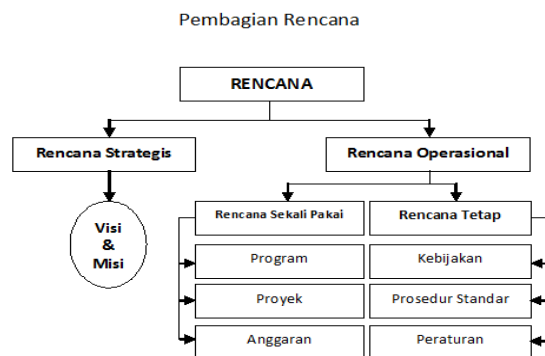 Pembagian Rencana
RENCANA
Rencana Strategis
Rencana Operasional
Visi
&
Misi
Rencana Sekali Pakai
Rencana Tetap
Program
Kebijakan
Proyek
Prosedur Standar
Anggaran
Peraturan